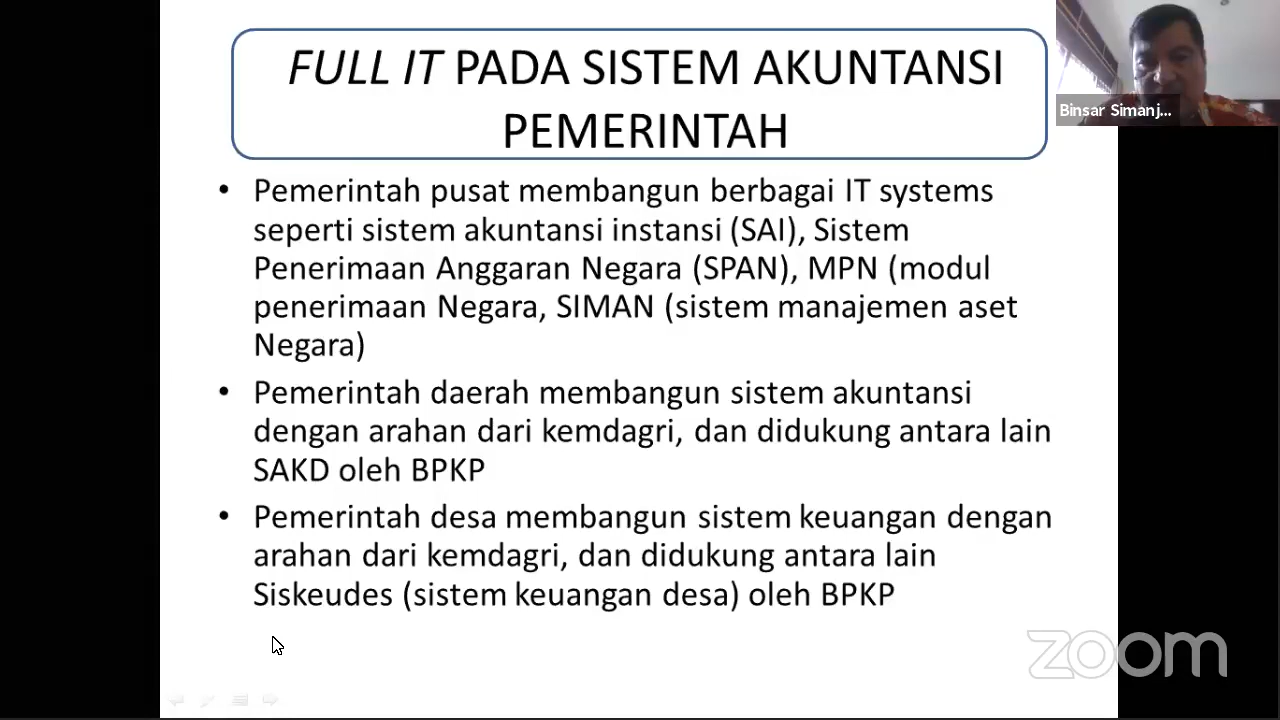 FULL IT PADA SISTEM AKUNTANSI
PEMERINTAH
Binsar Simanj...
• Pemerintah pusat membangun berbagai IT systems
seperti sistem akuntansi instansi (SAI), Sistem
Penerimaan Anggaran Negara (SPAN), MPN (modul
penerimaan Negara, SIMAN (sistem manajemen aset
Negara)
• Pemerintah daerah membangun sistem akuntansi
dengan arahan dari kemdagri, dan didukung antara lain
SAKD oleh BPKP
• Pemerintah desa membangun sistem keuangan dengan
arahan dari kemdagri, dan didukung antara lain
Siskeudes (sistem keuangan desa) oleh BPKP
zoom